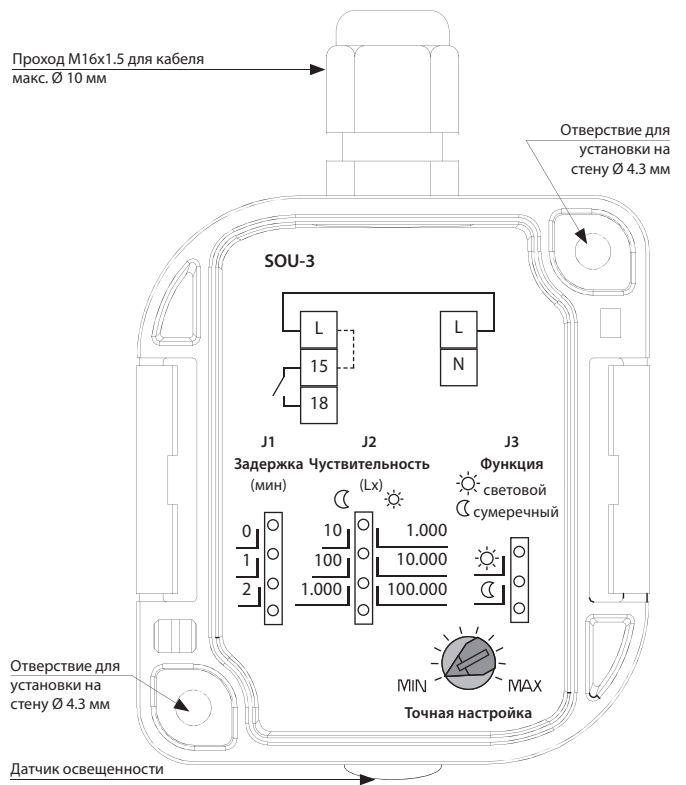 Проход M16x1.5 для кабеля
макс. Ø 10 мм
Отверствие для
установки на
стену Ø 4.3 мм
SOU-3
L
L
15
N
18
J1
J2
J3
Задержка
Чуствительность
Функция
(мин)
(Lx)
световой
сумеречный
0
10
1.000
1
100
10.000
2
1.000
100.000
MIN
MAX
Точная настройка
Отверствие для
установки на
стену Ø 4.3 мм
Датчик освещенности